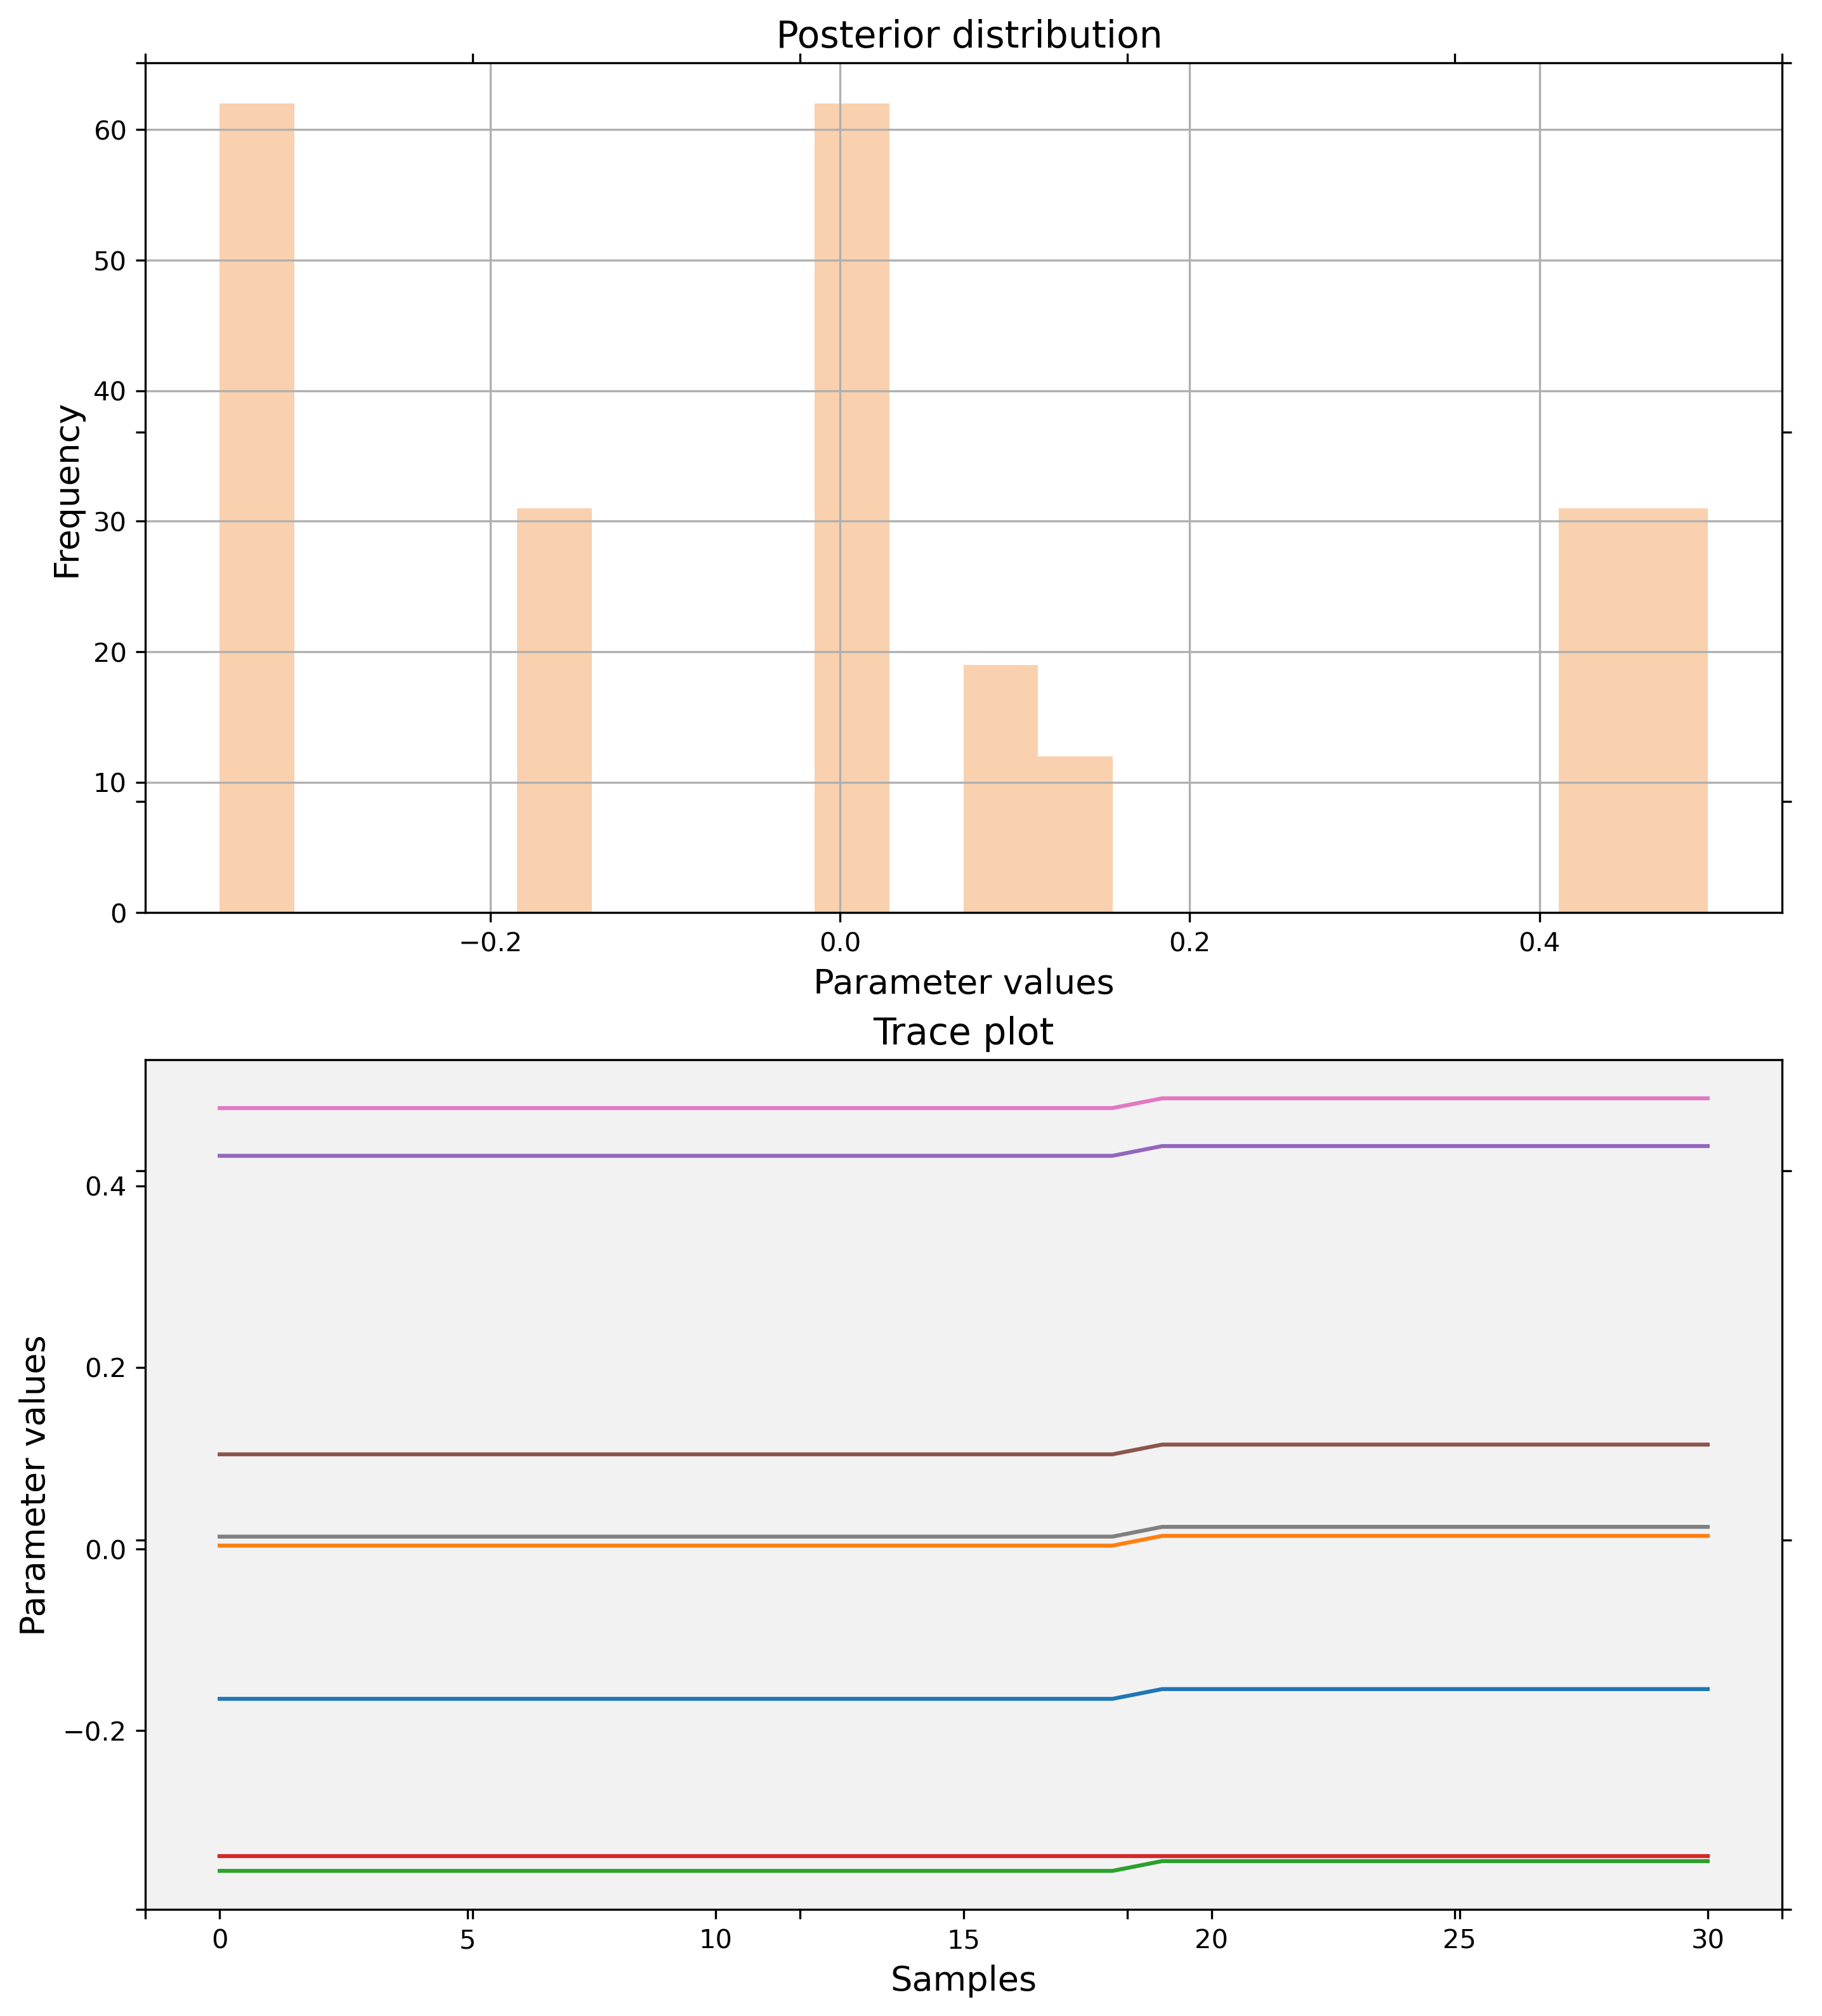 Posterior distribution
60
50
40
30
20
10
0
Frequency
−0.2 0.0 0.2 0.4
Parameter values
Trace plot
0.4
0.2
0.0
−0.2
Parameter values
0 5 10 15 20 25 30
Samples